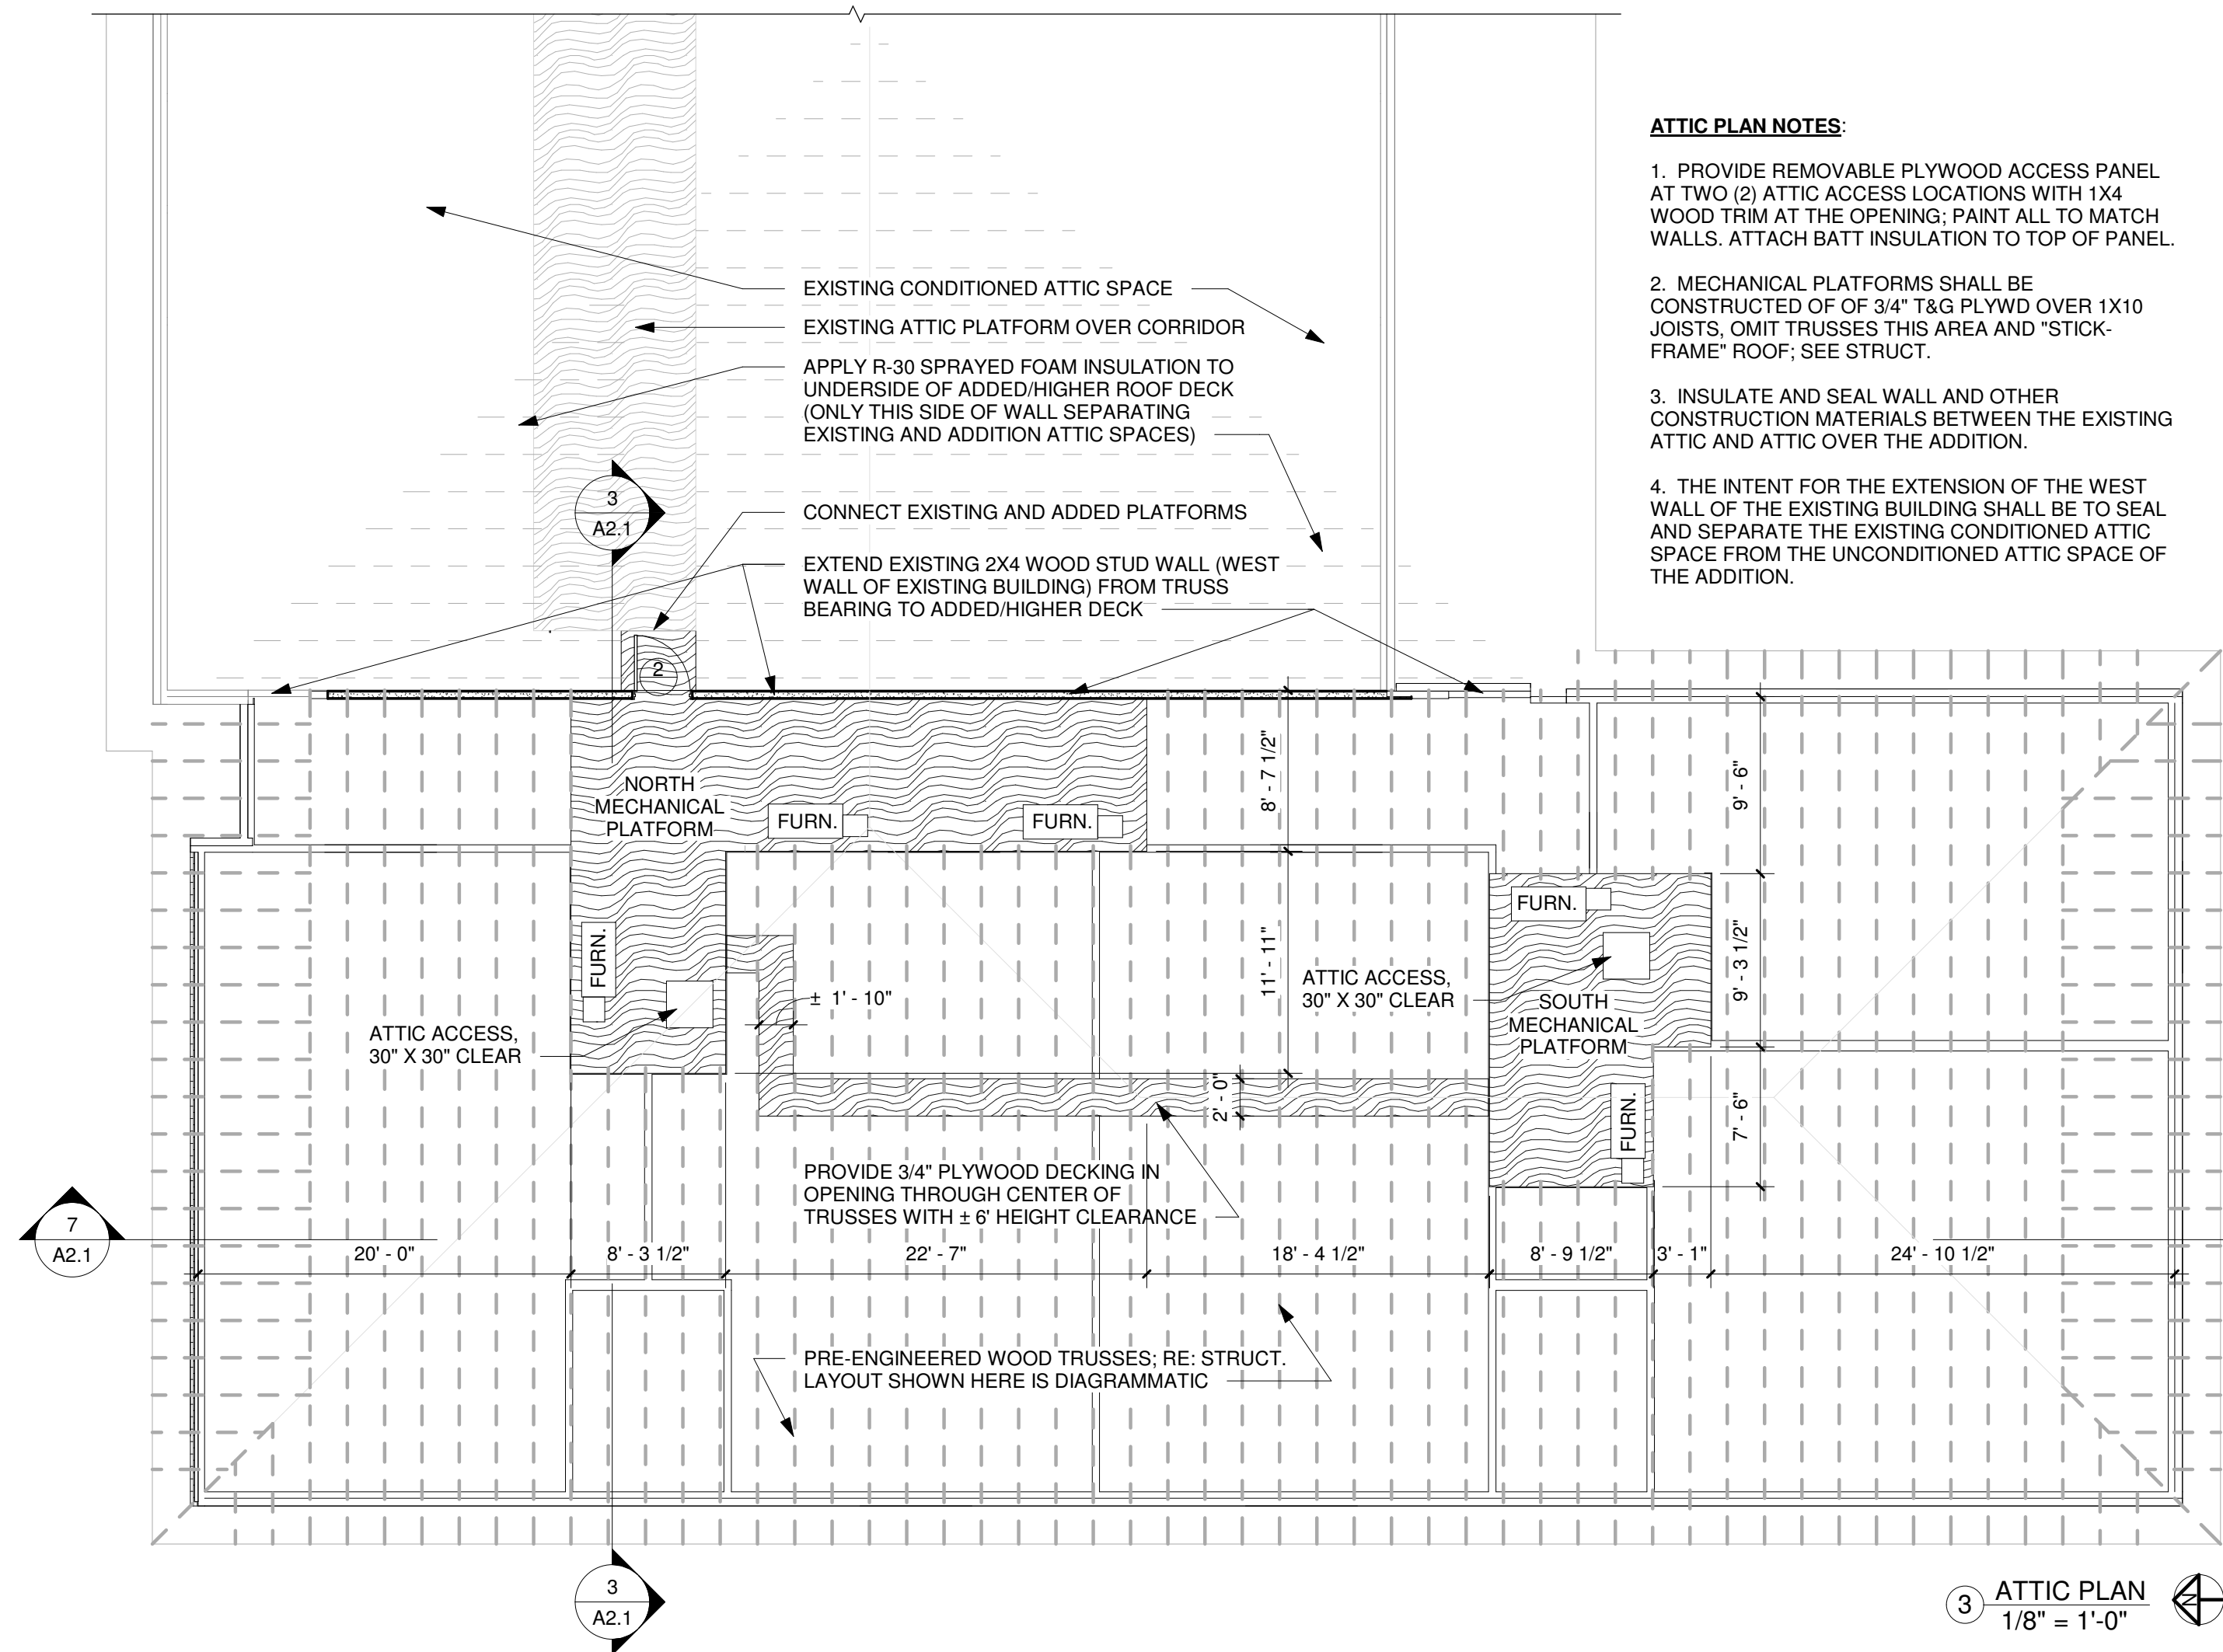 ATTIC PLAN NOTES:
1. PROVIDE REMOVABLE PLYWOOD ACCESS PANEL
AT TWO (2) ATTIC ACCESS LOCATIONS WITH 1X4
WOOD TRIM AT THE OPENING; PAINT ALL TO MATCH
WALLS. ATTACH BATT INSULATION TO TOP OF PANEL.
2. MECHANICAL PLATFORMS SHALL BE
CONSTRUCTED OF OF 3/4" T&G PLYWD OVER 1X10
JOISTS, OMIT TRUSSES THIS AREA AND "STICK-
FRAME" ROOF; SEE STRUCT.
3. INSULATE AND SEAL WALL AND OTHER
CONSTRUCTION MATERIALS BETWEEN THE EXISTING
ATTIC AND ATTIC OVER THE ADDITION.
4. THE INTENT FOR THE EXTENSION OF THE WEST
WALL OF THE EXISTING BUILDING SHALL BE TO SEAL
AND SEPARATE THE EXISTING CONDITIONED ATTIC
SPACE FROM THE UNCONDITIONED ATTIC SPACE OF
THE ADDITION.
EXISTING CONDITIONED ATTIC SPACE
EXISTING ATTIC PLATFORM OVER CORRIDOR
APPLY R-30 SPRAYED FOAM INSULATION TO
UNDERSIDE OF ADDED/HIGHER ROOF DECK
(ONLY THIS SIDE OF WALL SEPARATING
EXISTING AND ADDITION ATTIC SPACES)
3
A2.1
CONNECT EXISTING AND ADDED PLATFORMS
EXTEND EXISTING 2X4 WOOD STUD WALL (WEST
WALL OF EXISTING BUILDING) FROM TRUSS
BEARING TO ADDED/HIGHER DECK
2
NORTH
MECHANICAL
PLATFORM
FURN.
FURN.
8' - 7 1/2"
9' - 6"
FURN.
FURN.
11' - 11"
9' - 3 1/2"
ATTIC ACCESS,
30" X 30" CLEAR
± 1' - 10"
SOUTH
MECHANICAL
PLATFORM
ATTIC ACCESS,
30" X 30" CLEAR
2' - 0"
FURN.
7' - 6"
PROVIDE 3/4" PLYWOOD DECKING IN
OPENING THROUGH CENTER OF
TRUSSES WITH ± 6' HEIGHT CLEARANCE
7
A2.1
20' - 0"
8' - 3 1/2"
22' - 7"
18' - 4 1/2"
8' - 9 1/2"
3' - 1"
24' - 10 1/2"
PRE-ENGINEERED WOOD TRUSSES; RE: STRUCT.
LAYOUT SHOWN HERE IS DIAGRAMMATIC
3
A2.1
3
ATTIC PLAN
1/8" = 1'-0"
N